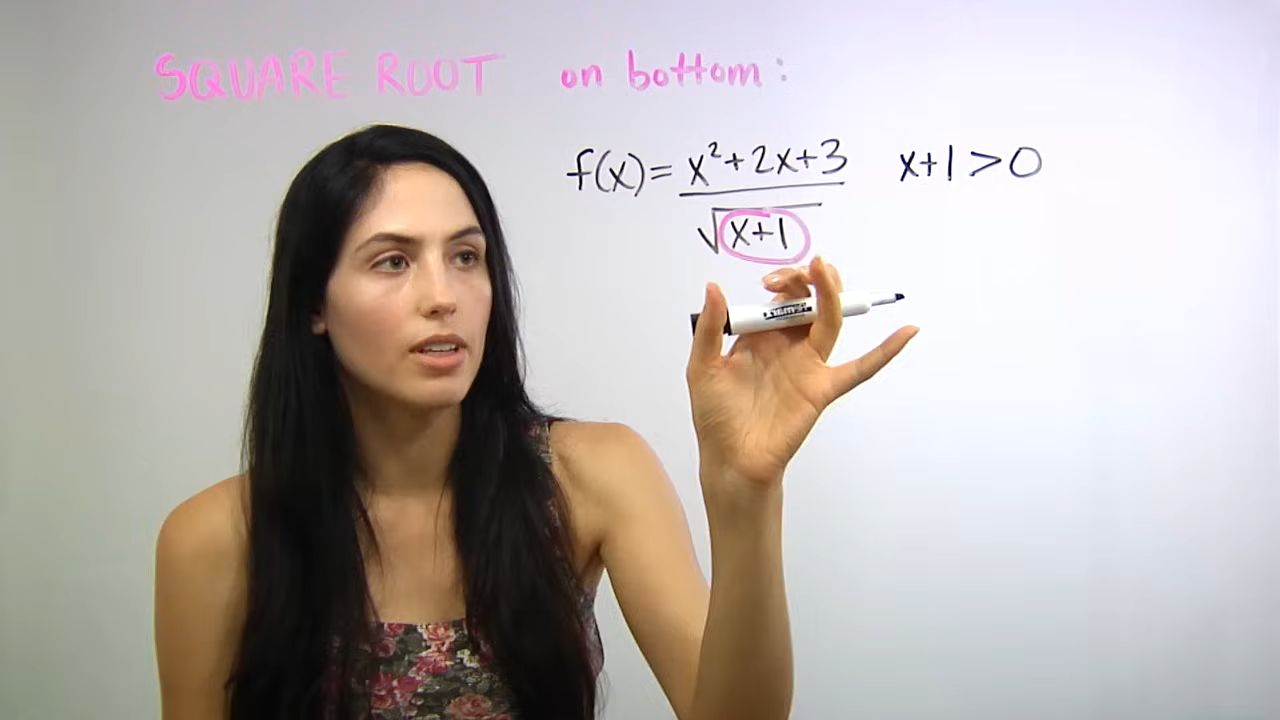 SQUARE ROOT on bottom:
f(x) = x²+2x+3 x+1 > 0
√x+1